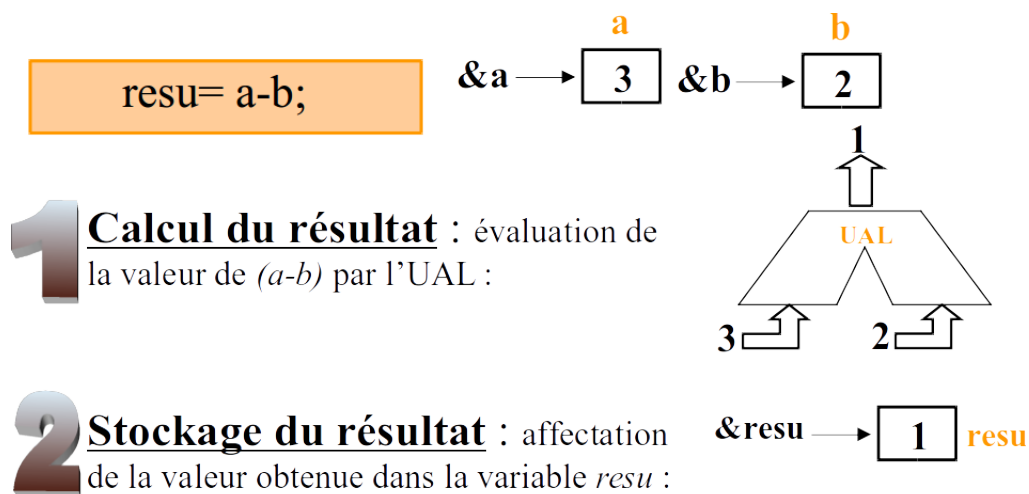 a
b
resu= a-b;
&a
3
&b
2
1
1 Calcul du résultat : évaluation de
la valeur de (a-b) par l'UAL :
UAL
3
2
2 Stockage du résultat : affectation
de la valeur obtenue dans la variable resu :
&resu
1
resu